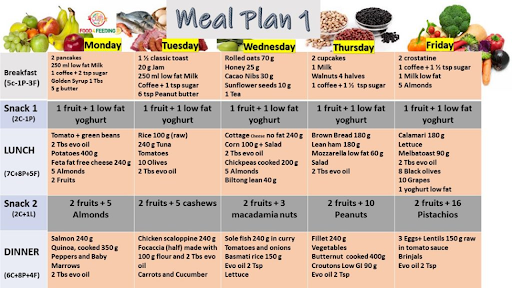 Meal Plan 1
FOOD & FEEDING
Monday
Tuesday
Wednesday
Thursday
Friday
Breakfast
(5c-1P-3F)
2 pancakes
250 ml low fat Milk
1 coffee + 2 tsp sugar
Golden Syrup 1 Tbs
5 g butter
1 ½ classic toast
20 g Jam
250 ml low fat Milk
Coffee + 1 tsp sugar
6 tsp Peanut butter
Rolled oats 70 g
Honey 25 g
Cacao Nibs 30 g
Sunflower seeds 10 g
1 Tea
2 cupcakes
1 Milk
Walnuts 4 halves
1 coffee + 1 ½ tsp sugar
2 crostatine
1 coffee + 1 ½ tsp sugar
1 Milk low fat
5 Almonds
Snack 1
(2C-1P)
1 fruit + 1 low fat
yoghurt
1 fruit + 1 low fat
yoghurt
1 fruit + 1 low fat
yoghurt
1 fruit + 1 low fat
yoghurt
1 fruit + 1 low fat
yoghurt
LUNCH
(7C+8P+5F)
Tomato + green beans
2 Tbs evo oil
Potatoes 400 g
Feta fat free cheese 240 g
5 Almonds
2 Fruits
Rice 100 g (raw)
240 g Tuna
Tomatoes
10 Olives
2 Tbs evo oil
Cottage Cheese no fat 240 g
Corn 100 g + Salad
2 Tbs evo oil
Chickpeas cooked 200 g
5 Almonds
Biltong lean 40 g
Brown Bread 180 g
Lean ham 180 g
Mozzarella low fat 60 g
Salad
2 Tbs evo oil
Calamari 180 g
Lettuce
Melbatoast 90 g
2 Tbs evo oil
8 Black olives
10 Grapes
1 yoghurt low fat
Snack 2
(2C+1L)
2 fruits + 5
Almonds
2 fruits + 5 cashews
2 fruits + 3
macadamia nuts
2 fruits + 10
Peanuts
2 fruits + 16
Pistachios
DINNER
(6C+8P+4F)
Salmon 240 g
Quinoa, cooked 350 g
Peppers and Baby
Marrows
2 Tbs evo oil
Chicken scaloppine 240 g
Focaccia (half) made with
100 g flour and 2 Tbs evo
oil
Carrots and Cucumber
Sole fish 240 g in curry
Tomatoes and onions
Basmati rice 150 g
Evo oil 2 Tsp
Lettuce
Fillet 240 g
Vegetables
Butternut cooked 400g
Croutons Low GI 90 g
Evo oil 2 Tsp
3 Eggs+ Lentils 150 g raw
in tomato sauce
Brinjals
Evo oil 2 Tsp